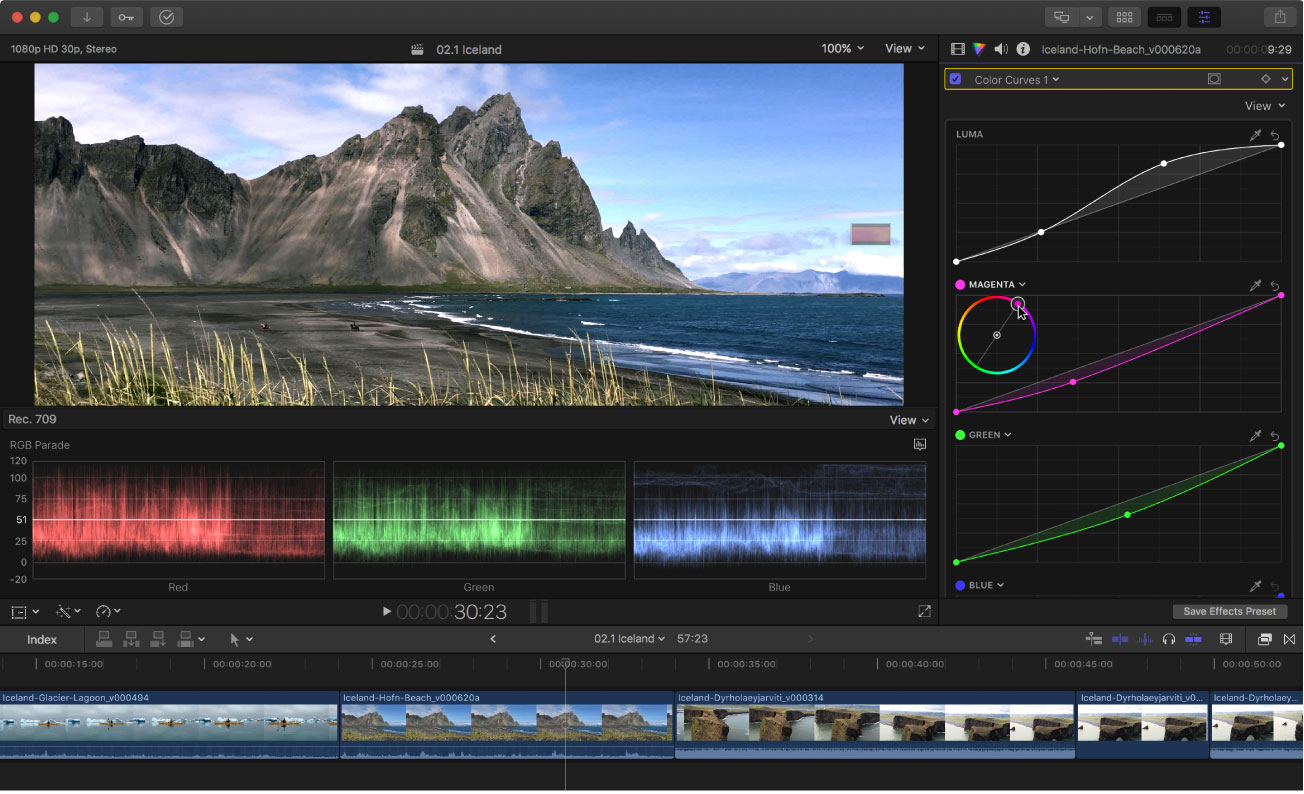 1080p HD 30p, Stereo
02.1 Iceland
100%
View
Iceland-Hofn-Beach_v000620a
00:00:09:29
Color Curves 1
View
LUMA
MAGENTA
GREEN
BLUE
Save Effects Preset
Rec. 709
View
RGB Parade
120
100
75
51
25
0
-20
Red
Green
Blue
00:00:30:23
Index
02.1 Iceland
57:23
00:00:15:00
00:00:20:00
00:00:25:00
00:00:30:00
00:00:35:00
00:00:40:00
00:00:45:00
00:00:50:00
Iceland-Glacier-Lagoon_v000494
Iceland-Hofn-Beach_v000620a
Iceland-Dyrholaeyjarviti_v000314
Iceland-Dyrholaeyjarviti_v0...
Iceland-Dyrholaey...